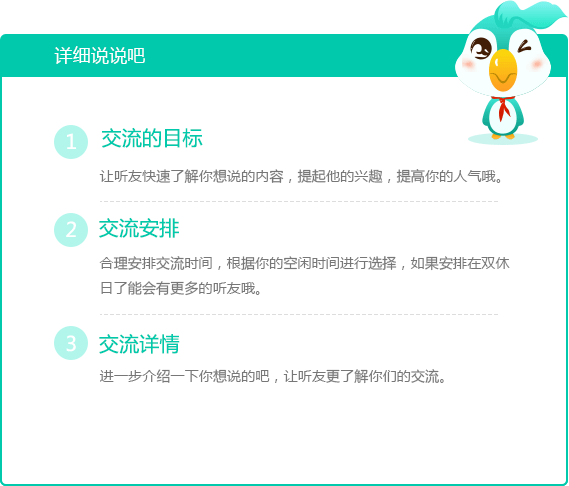 详细说说吧
1 交流的目标
让听友快速了解你想说的内容，提起他的兴趣，提高你的人气哦。
2 交流安排
合理安排交流时间，根据你的空闲时间进行选择，如果安排在双休
日了能会有更多的听友哦。
3 交流详情
进一步介绍一下你想说的吧，让听友更了解你们的交流。